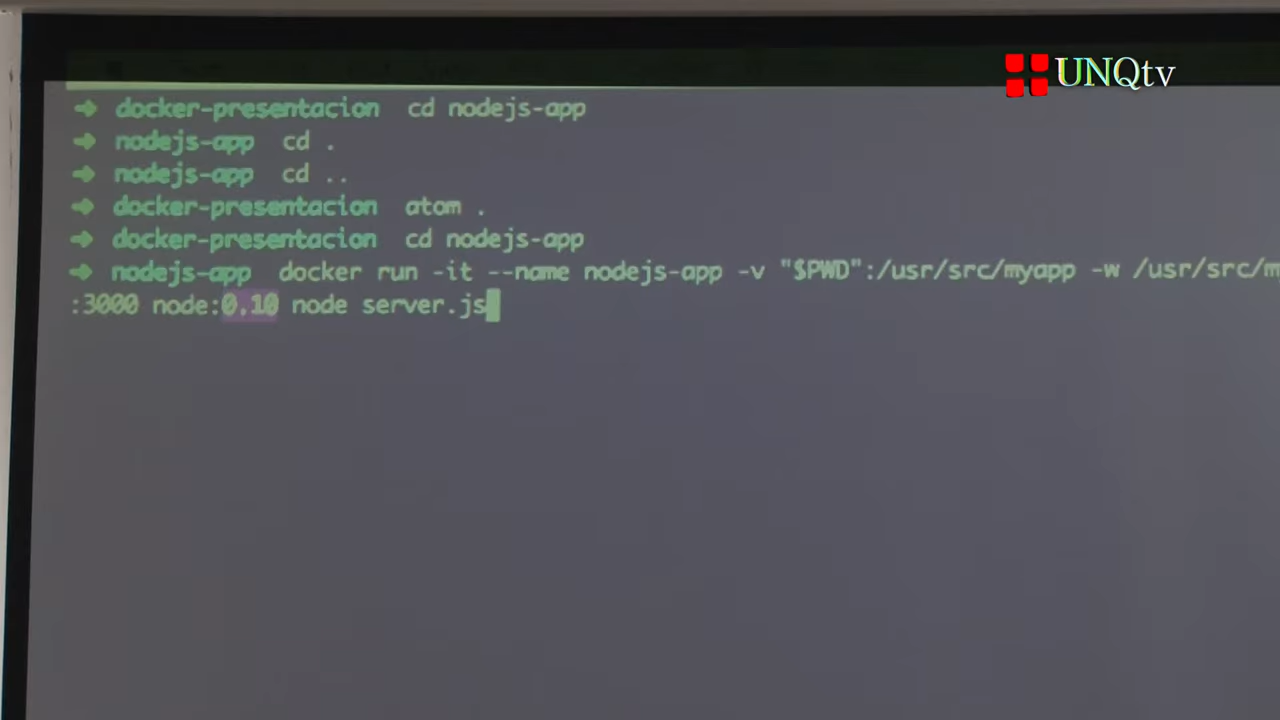 UNQtv
➜ docker-presentacion cd nodejs-app
➜ nodejs-app cd .
➜ nodejs-app cd ..
➜ docker-presentacion atom .
➜ docker-presentacion cd nodejs-app
➜ nodejs-app docker run -it --name nodejs-app -v "$PWD":/usr/src/myapp -w /usr/src/m
:3000 node:0.10 node server.js